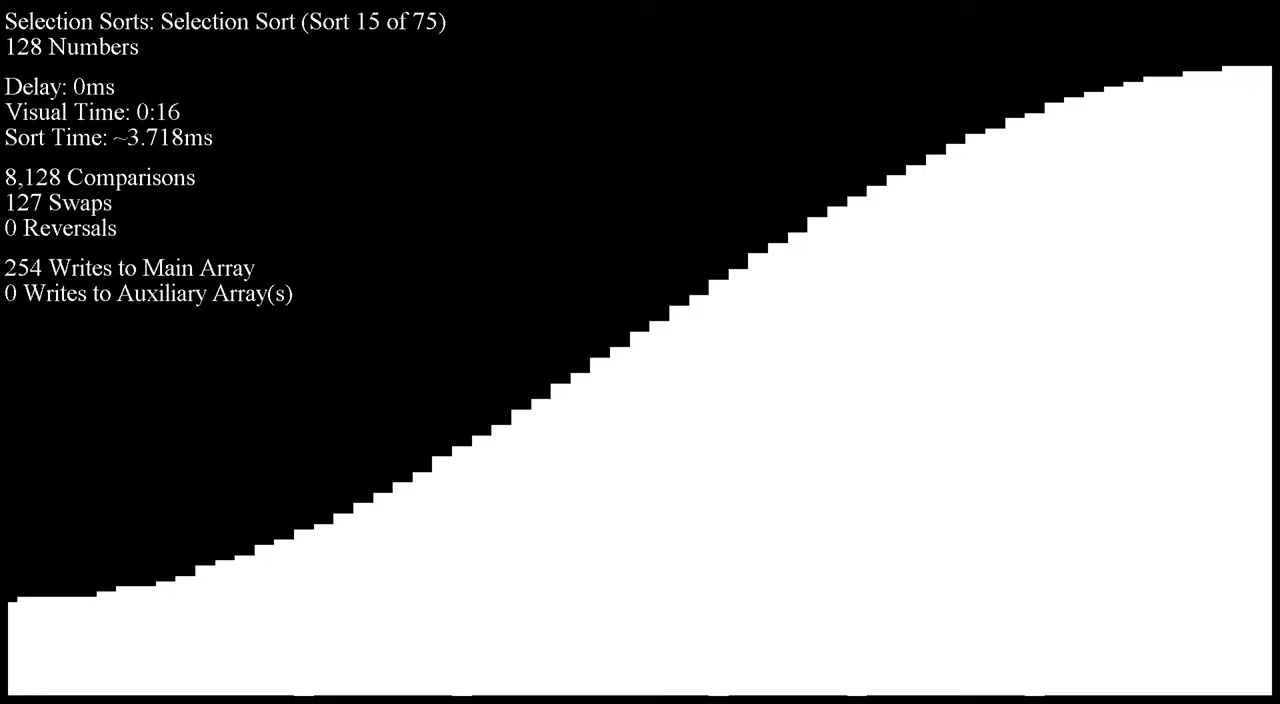 Selection Sorts: Selection Sort (Sort 15 of 75)
128 Numbers
Delay: 0ms
Visual Time: 0:16
Sort Time: ~3.718ms
8,128 Comparisons
127 Swaps
0 Reversals
254 Writes to Main Array
0 Writes to Auxiliary Array(s)